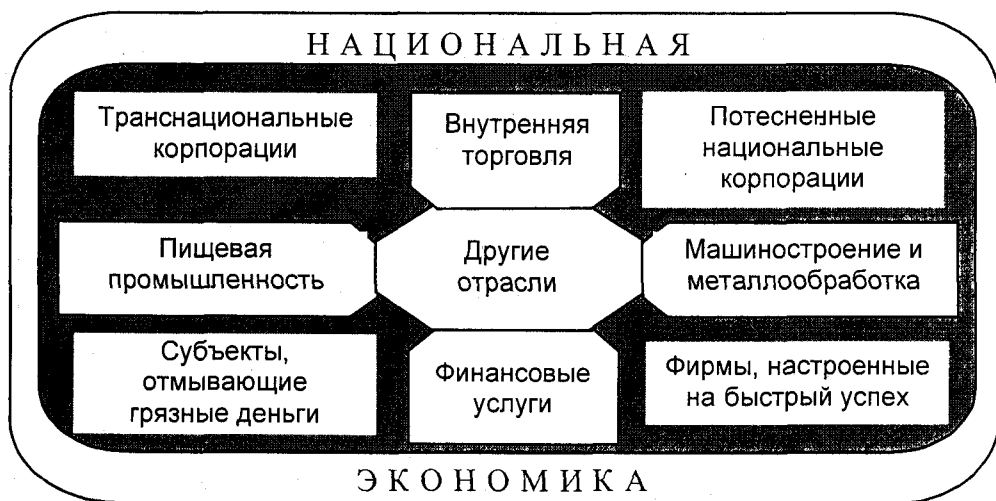 НАЦИОНАЛЬНАЯ
Транснациональные
корпорации
Внутренняя
торговля
Потесненные
национальные
корпорации
Пищевая
промышленность
Другие
отрасли
Машиностроение и
металлообработка
Субъекты,
отмывающие
грязные деньги
Финансовые
услуги
Фирмы, настроенные
на быстрый успех
ЭКОНОМИКА